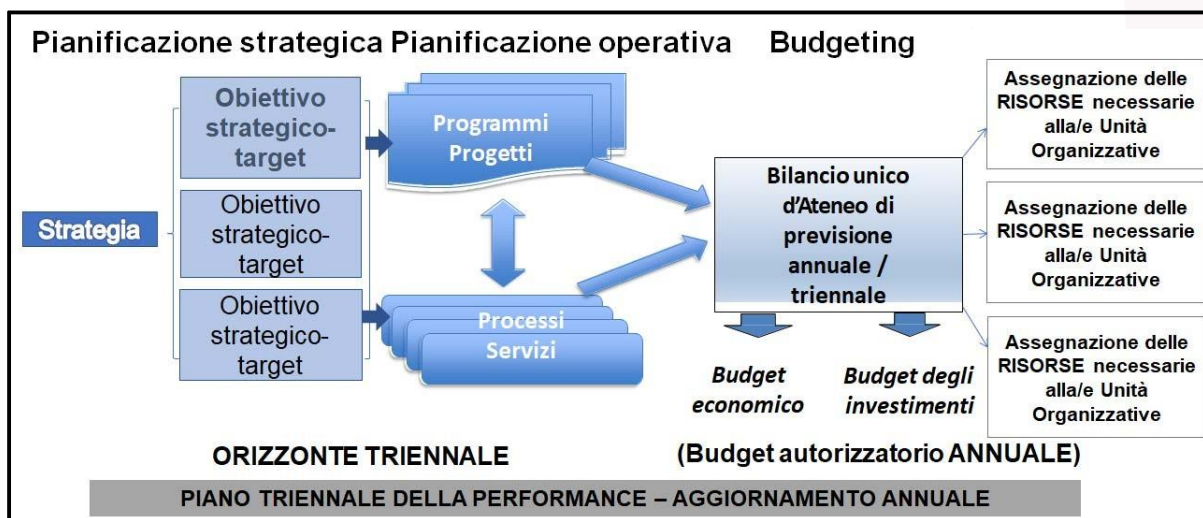 Pianificazione strategica Pianificazione operativa Budgeting
Strategia
Obiettivo
strategico-
target
Obiettivo
strategico-
target
Obiettivo
strategico-
target
Programmi
Progetti
Processi
Servizi
Bilancio unico
d'Ateneo di
previsione
annuale /
triennale
Budget
economico
Budget degli
investimenti
Assegnazione delle
RISORSE necessarie
alla/e Unità
Organizzative
Assegnazione delle
RISORSE necessarie
alla/e Unità
Organizzative
Assegnazione delle
RISORSE necessarie
alla/e Unità
Organizzative
ORIZZONTE TRIENNALE
(Budget autorizzatorio ANNUALE)
PIANO TRIENNALE DELLA PERFORMANCE – AGGIORNAMENTO ANNUALE